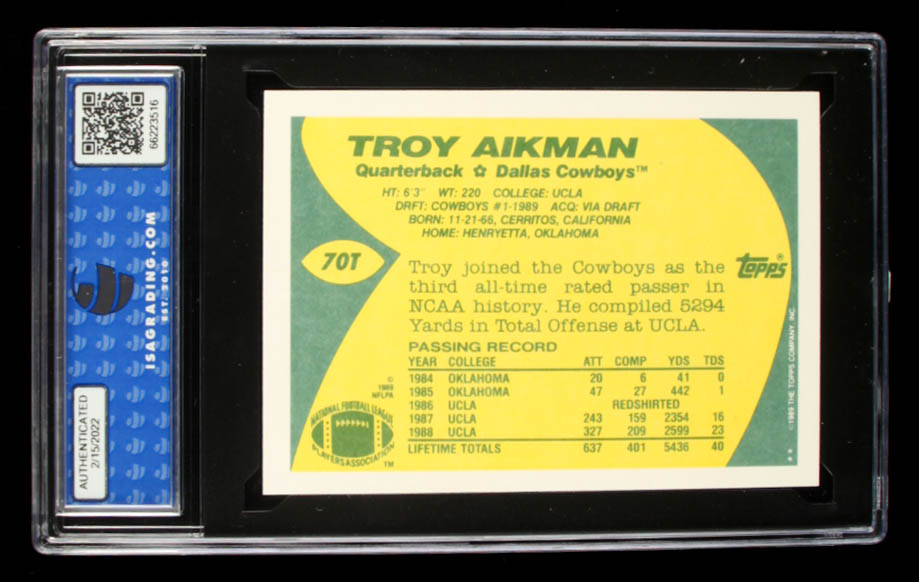 66223516
ISAGRADING.COM
EST. 2010
AUTHENTICATED
2/15/2022
TROY AIKMAN
Quarterback ✿ Dallas Cowboys™
HT: 6'3" WT: 220 COLLEGE: UCLA
DRFT: COWBOYS #1-1989 ACQ: VIA DRAFT
BORN: 11-21-66, CERRITOS, CALIFORNIA
HOME: HENRYETTA, OKLAHOMA
70T
Troy joined the Cowboys as the
third all-time rated passer in
NCAA history. He compiled 5294
Yards in Total Offense at UCLA.
TOPPS
PASSING RECORD
YEAR COLLEGE ATT COMP YDS TDS
1984 OKLAHOMA 20 6 41 0
1985 OKLAHOMA 47 27 442 1
1986 UCLA REDSHIRTED
1987 UCLA 243 159 2354 16
1988 UCLA 327 209 2599 23
LIFETIME TOTALS 637 401 5436 40
©
1989
NFLPA
NATIONAL FOOTBALL LEAGUE
PLAYERS ASSOCIATION
™
©1989 THE TOPPS COMPANY, INC.
**